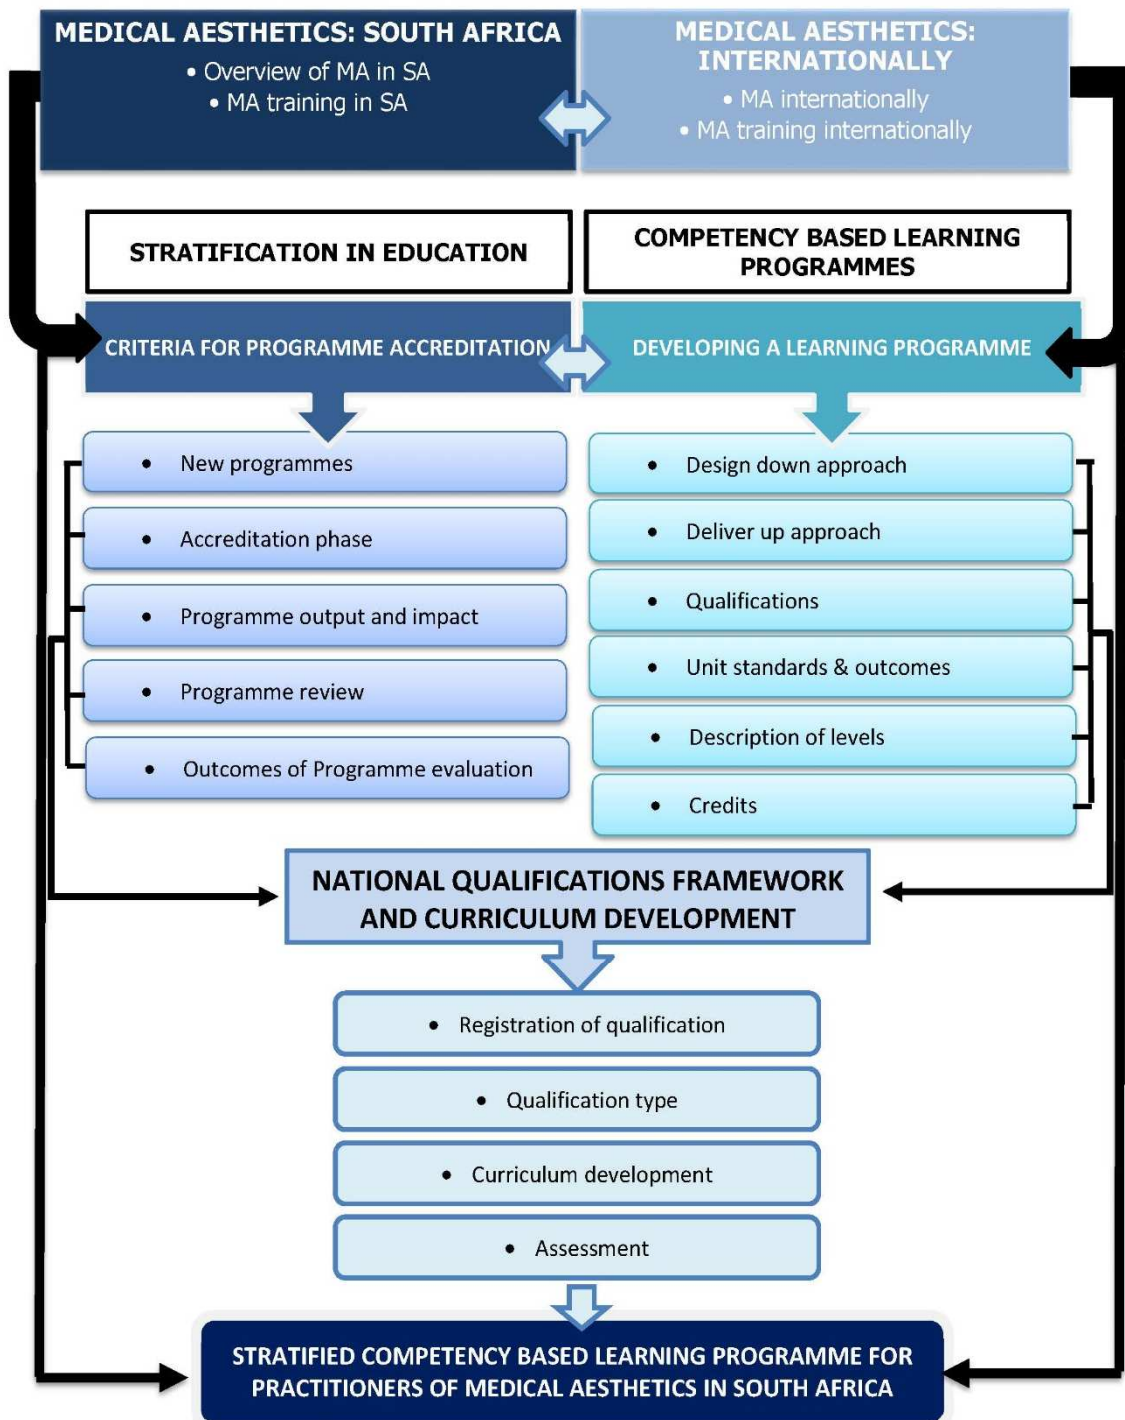 MEDICAL AESTHETICS: SOUTH AFRICA
• Overview of MA in SA
• MA training in SA
MEDICAL AESTHETICS:
INTERNATIONALLY
• MA internationally
• MA training internationally
STRATIFICATION IN EDUCATION
COMPETENCY BASED LEARNING
PROGRAMMES
CRITERIA FOR PROGRAMME ACCREDITATION
DEVELOPING A LEARNING PROGRAMME
• New programmes
• Accreditation phase
• Programme output and impact
• Programme review
• Outcomes of Programme evaluation
• Design down approach
• Deliver up approach
• Qualifications
• Unit standards & outcomes
• Description of levels
• Credits
NATIONAL QUALIFICATIONS FRAMEWORK
AND CURRICULUM DEVELOPMENT
• Registration of qualification
• Qualification type
• Curriculum development
• Assessment
STRATIFIED COMPETENCY BASED LEARNING PROGRAMME FOR
PRACTITIONERS OF MEDICAL AESTHETICS IN SOUTH AFRICA